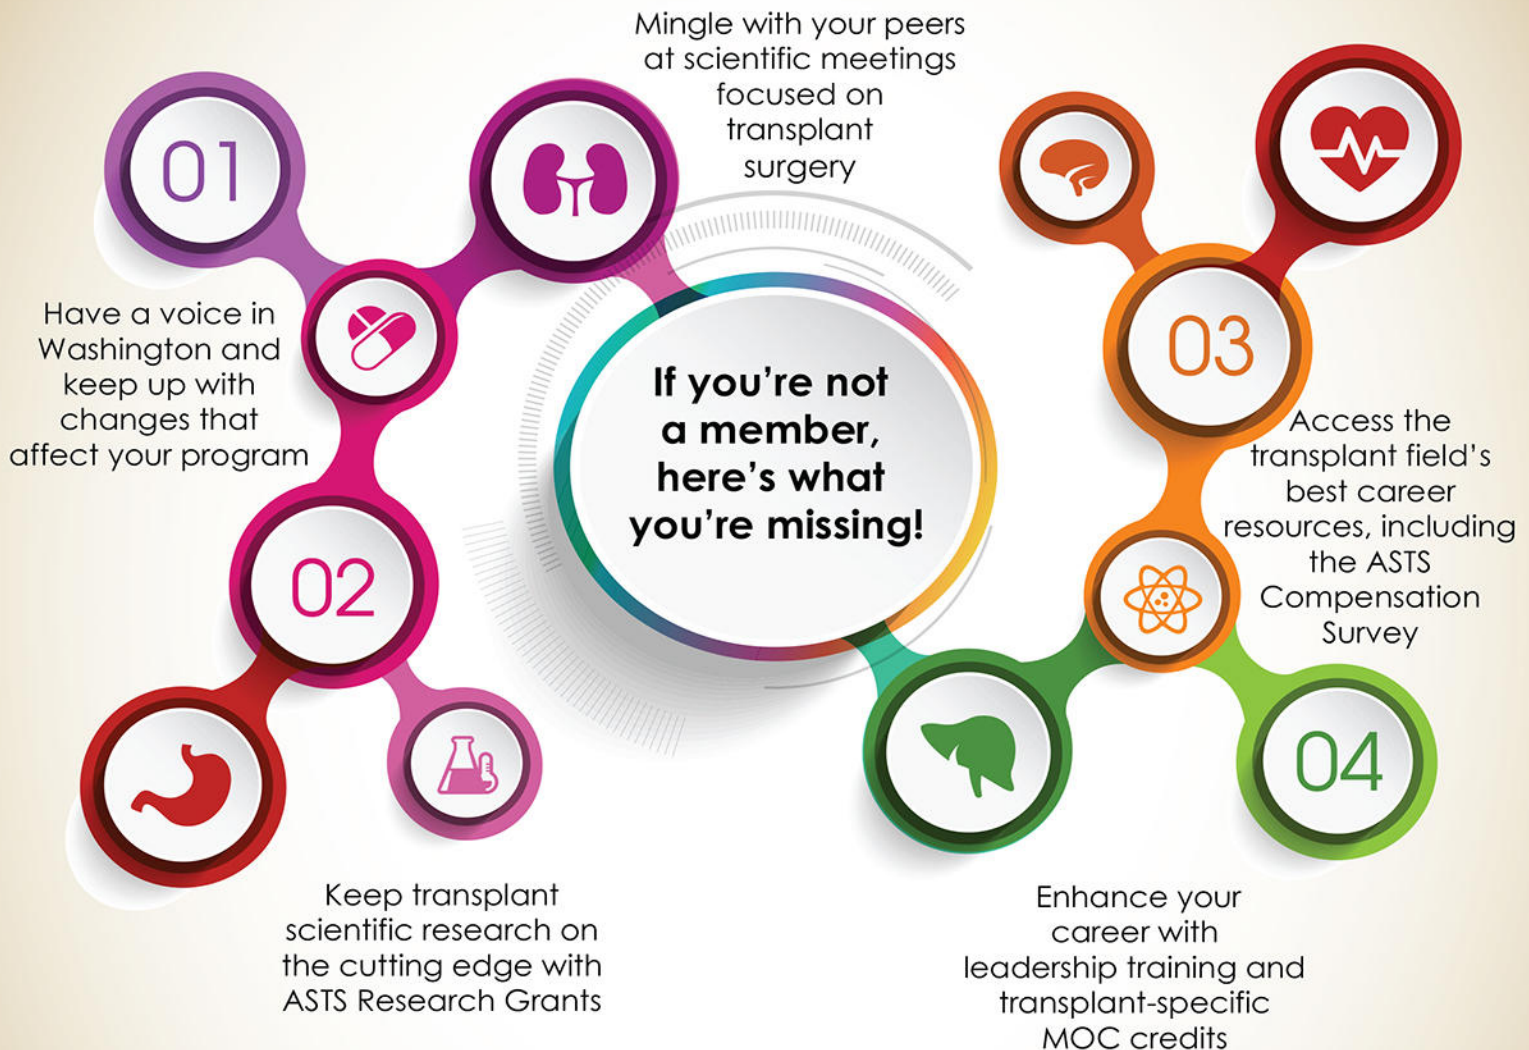 Mingle with your peers
at scientific meetings
focused on
transplant
surgery
01
Have a voice in
Washington and
keep up with
changes that
affect your program
02
Keep transplant
scientific research on
the cutting edge with
ASTS Research Grants
If you're not
a member,
here's what
you're missing!
03
Access the
transplant field's
best career
resources, including
the ASTS
Compensation
Survey
04
Enhance your
career with
leadership training and
transplant-specific
MOC credits